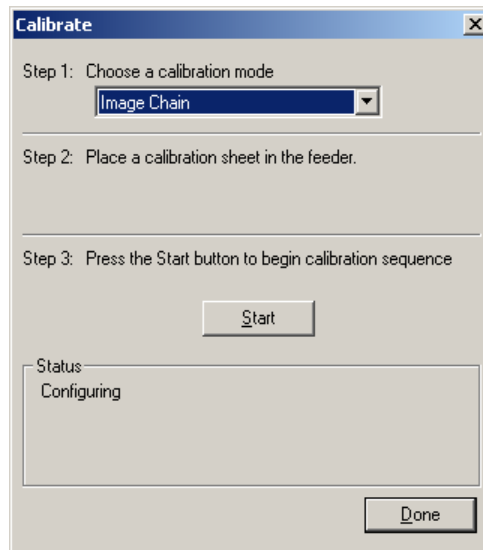 Calibrate
Step 1: Choose a calibration mode
Image Chain
Step 2: Place a calibration sheet in the feeder.
Step 3: Press the Start button to begin calibration sequence
Start
Status
Configuring
Done